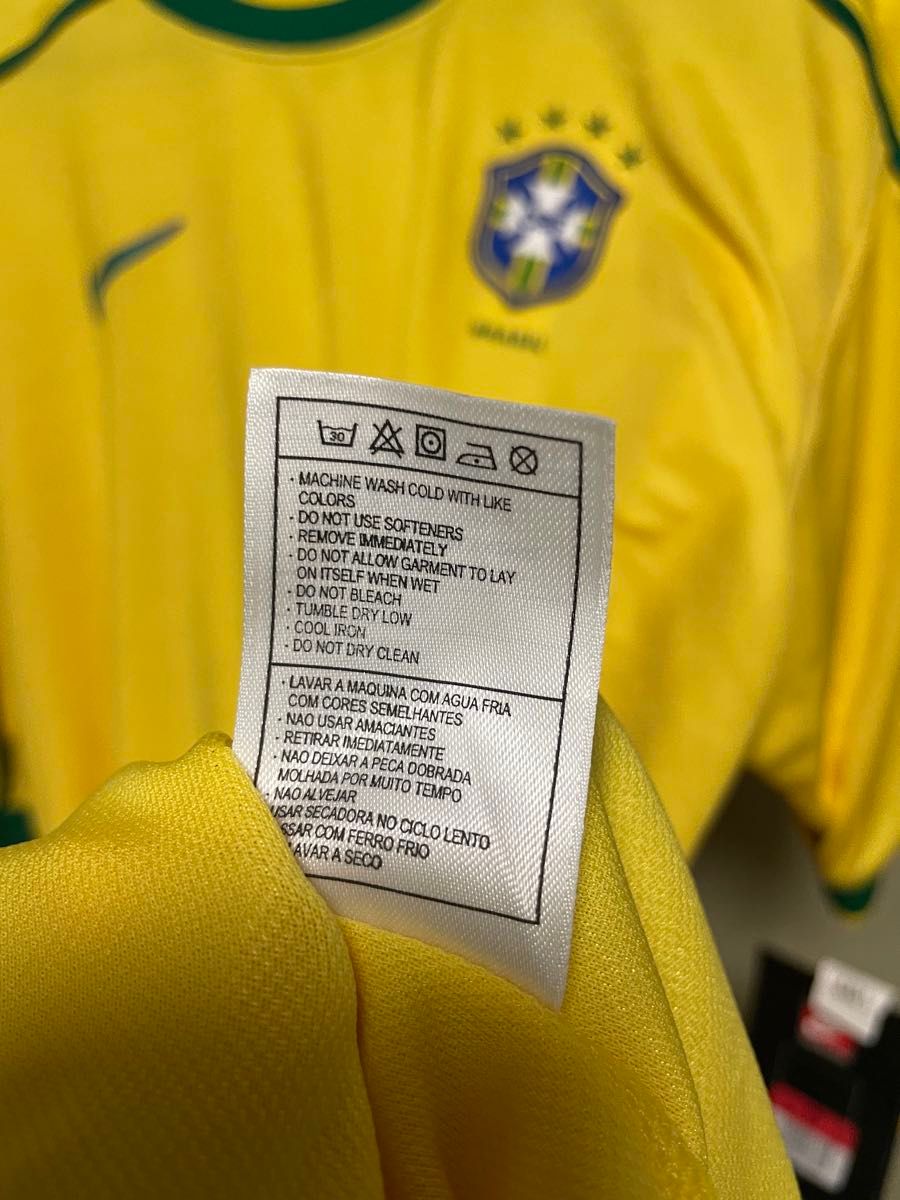 30
· MACHINE WASH COLD WITH LIKE
COLORS
· DO NOT USE SOFTENERS
· REMOVE IMMEDIATELY
· DO NOT ALLOW GARMENT TO LAY
ON ITSELF WHEN WET
· DO NOT BLEACH
· TUMBLE DRY LOW
· COOL IRON
· DO NOT DRY CLEAN
· LAVAR A MAQUINA COM AGUA FRIA
COM CORES SEMELHANTES
· NAO USAR AMACIANTES
· RETIRAR IMEDIATAMENTE
· NAO DEIXAR A PECA DOBRADA
MOLHADA POR MUITO TEMPO
· NAO ALVEJAR
USAR SECADORA NO CICLO LENTO
SSAR COM FERRO FRIO
LAVAR A SECO